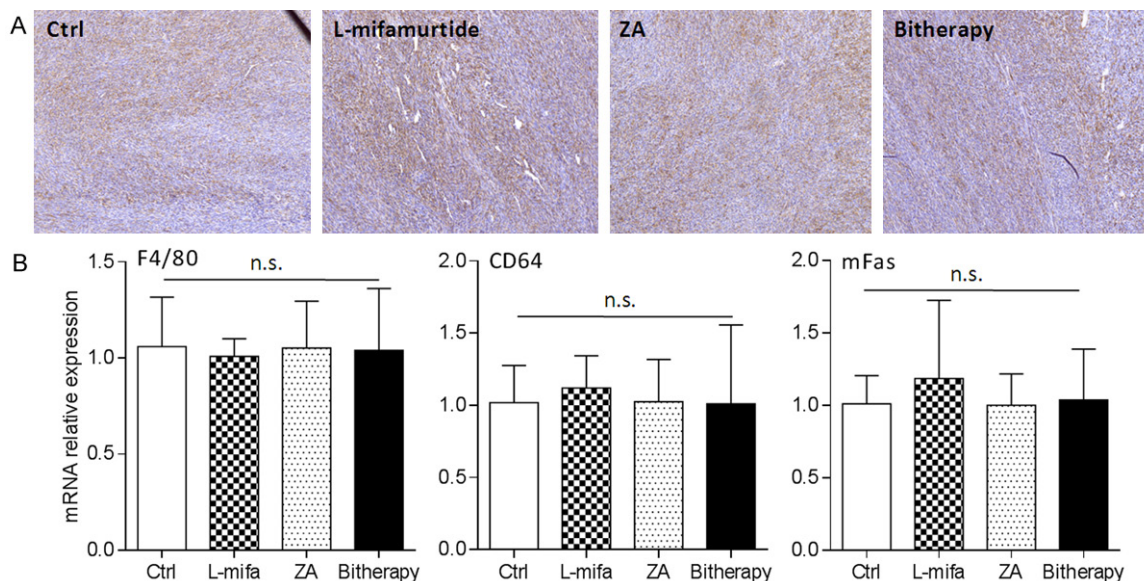 A
Ctrl
L-mifamurtide
ZA
Bitherapy
B
F4/80
n.s.
mRNA relative expression
1.5
1.0
0.5
0.0
Ctrl L-mifa ZA Bitherapy
CD64
n.s.
2.0
1.5
1.0
0.5
0.0
Ctrl L-mifa ZA Bitherapy
mFas
n.s.
2.0
1.5
1.0
0.5
0.0
Ctrl L-mifa ZA Bitherapy